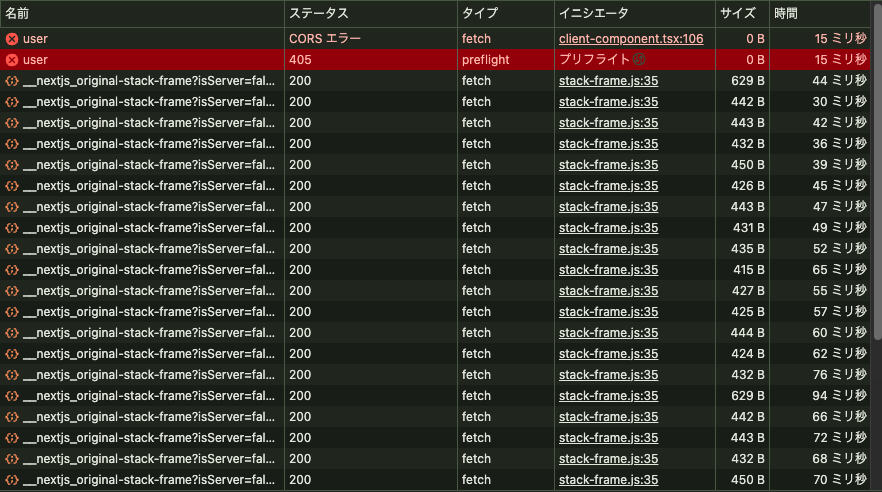 名前 ステータス タイプ イニシエータ サイズ 時間
user CORS エラー fetch client-component.tsx:106 0 B 15 ミリ秒
user 405 preflight プリフライト 0 B 15 ミリ秒
__nextjs_original-stack-frame?isServer=fal... 200 fetch stack-frame.js:35 629 B 44 ミリ秒
__nextjs_original-stack-frame?isServer=fal... 200 fetch stack-frame.js:35 442 B 30 ミリ秒
__nextjs_original-stack-frame?isServer=fal... 200 fetch stack-frame.js:35 443 B 42 ミリ秒
__nextjs_original-stack-frame?isServer=fal... 200 fetch stack-frame.js:35 432 B 36 ミリ秒
__nextjs_original-stack-frame?isServer=fal... 200 fetch stack-frame.js:35 450 B 39 ミリ秒
__nextjs_original-stack-frame?isServer=fal... 200 fetch stack-frame.js:35 426 B 45 ミリ秒
__nextjs_original-stack-frame?isServer=fal... 200 fetch stack-frame.js:35 443 B 47 ミリ秒
__nextjs_original-stack-frame?isServer=fal... 200 fetch stack-frame.js:35 431 B 49 ミリ秒
__nextjs_original-stack-frame?isServer=fal... 200 fetch stack-frame.js:35 435 B 52 ミリ秒
__nextjs_original-stack-frame?isServer=fal... 200 fetch stack-frame.js:35 415 B 65 ミリ秒
__nextjs_original-stack-frame?isServer=fal... 200 fetch stack-frame.js:35 427 B 55 ミリ秒
__nextjs_original-stack-frame?isServer=fal... 200 fetch stack-frame.js:35 425 B 57 ミリ秒
__nextjs_original-stack-frame?isServer=fal... 200 fetch stack-frame.js:35 444 B 60 ミリ秒
__nextjs_original-stack-frame?isServer=fal... 200 fetch stack-frame.js:35 424 B 62 ミリ秒
__nextjs_original-stack-frame?isServer=fal... 200 fetch stack-frame.js:35 432 B 76 ミリ秒
__nextjs_original-stack-frame?isServer=fal... 200 fetch stack-frame.js:35 629 B 94 ミリ秒
__nextjs_original-stack-frame?isServer=fal... 200 fetch stack-frame.js:35 442 B 66 ミリ秒
__nextjs_original-stack-frame?isServer=fal... 200 fetch stack-frame.js:35 443 B 72 ミリ秒
__nextjs_original-stack-frame?isServer=fal... 200 fetch stack-frame.js:35 432 B 68 ミリ秒
__nextjs_original-stack-frame?isServer=fal... 200 fetch stack-frame.js:35 450 B 70 ミリ秒